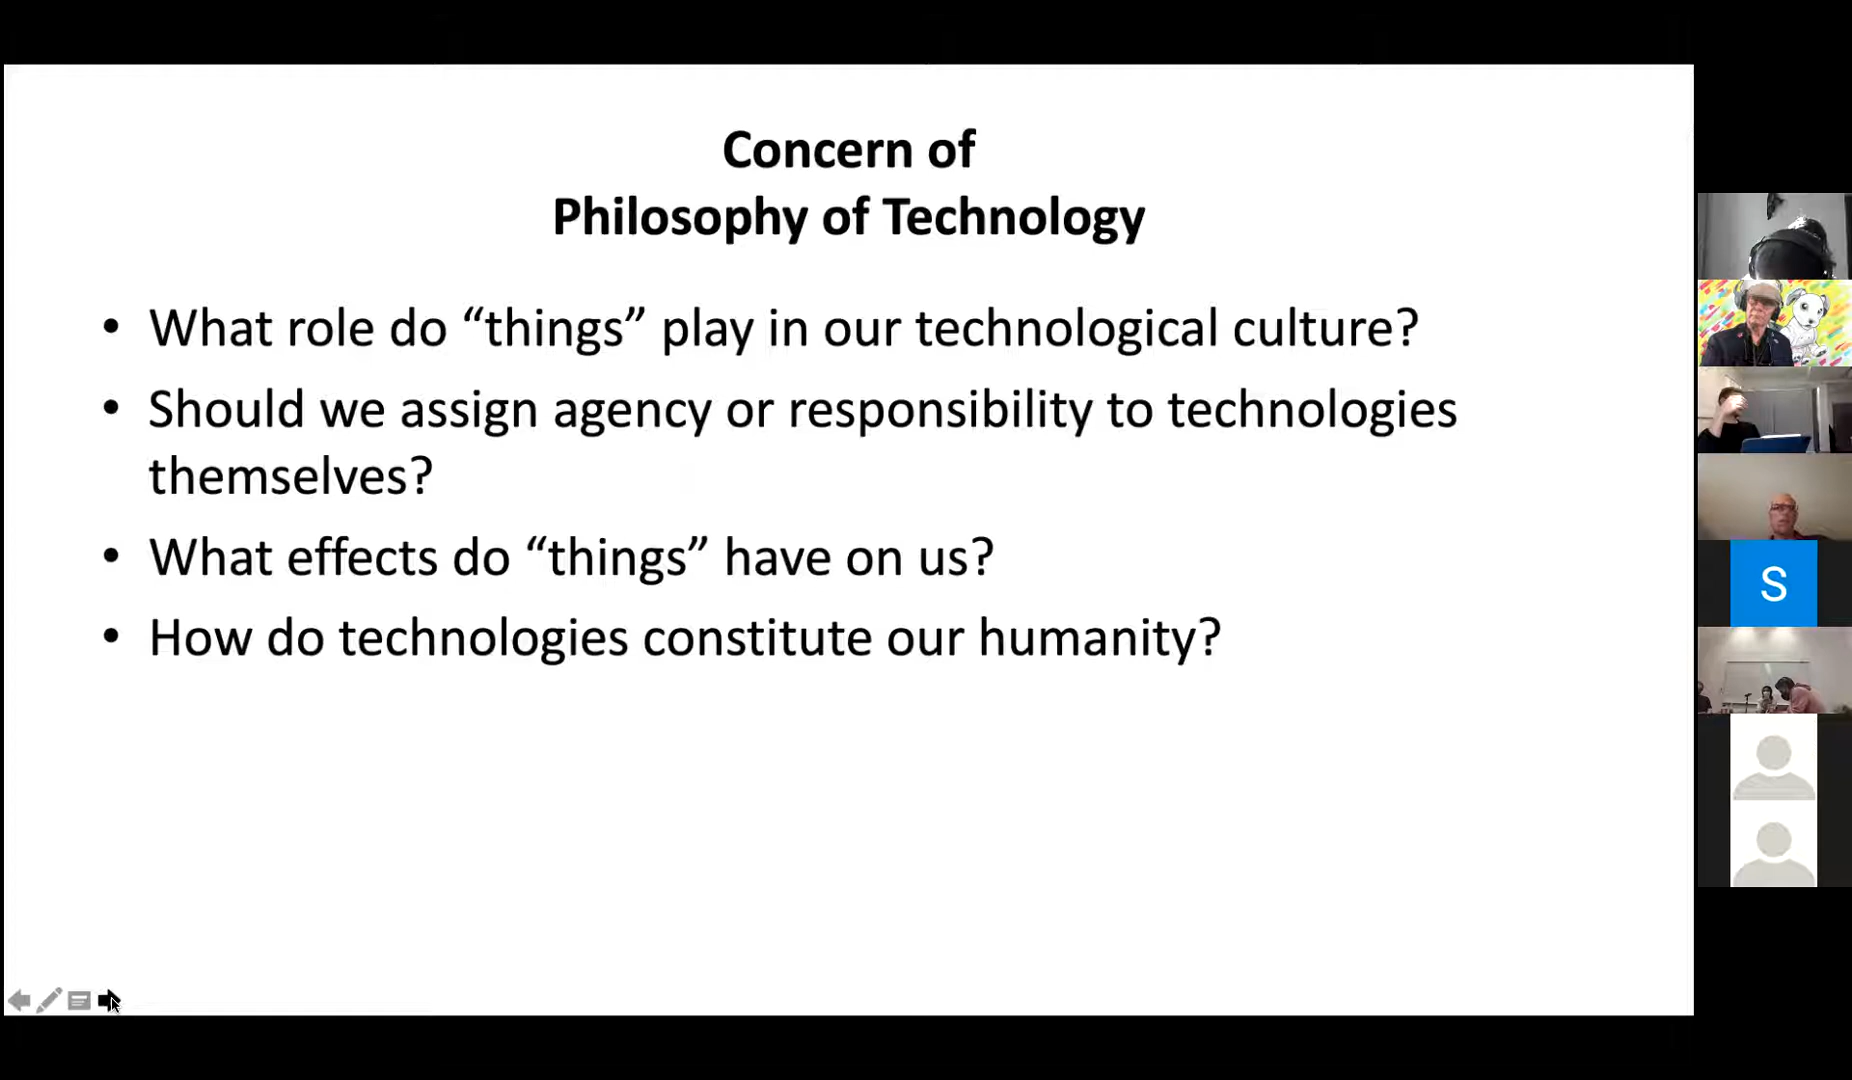 Concern of
Philosophy of Technology
• What role do “things” play in our technological culture?
• Should we assign agency or responsibility to technologies
themselves?
• What effects do “things” have on us?
• How do technologies constitute our humanity?
S